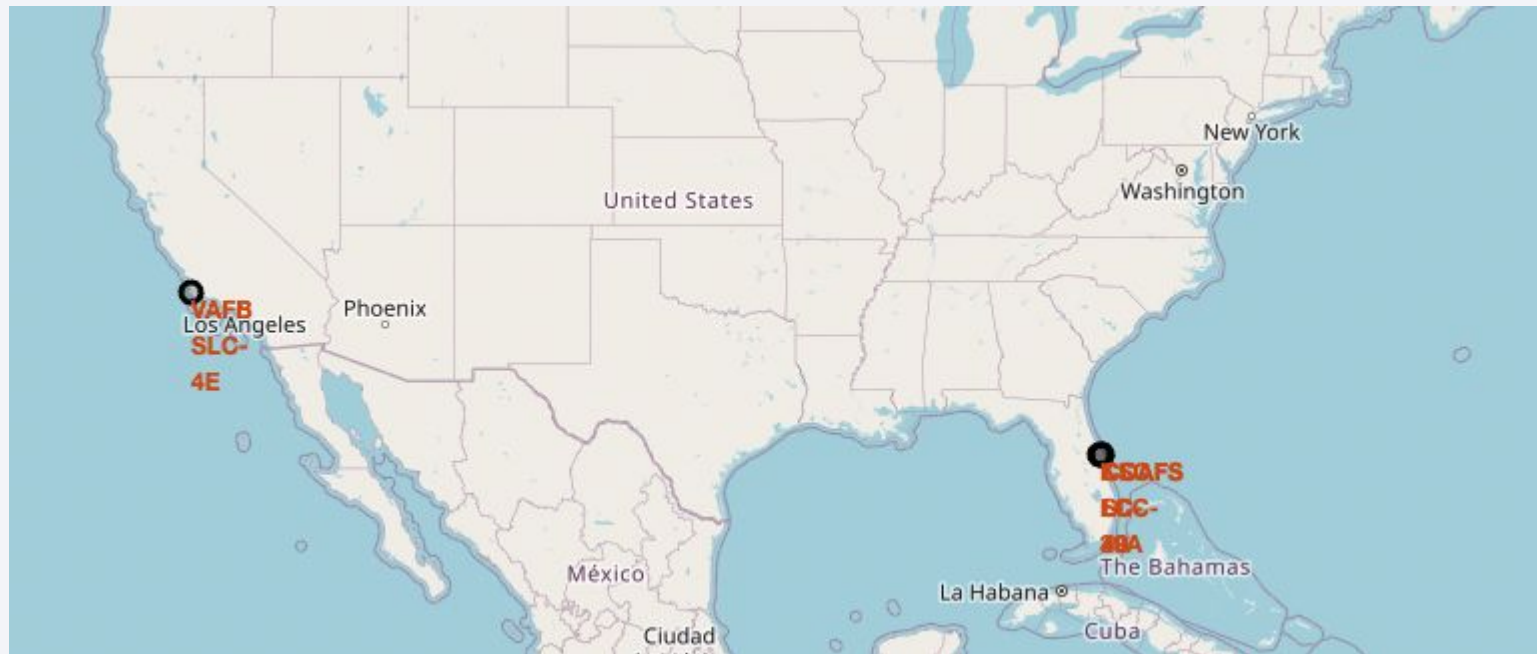 New York
Washington
United States
VAFB
SLC-
4E
Los Angeles
Phoenix
The Bahamas
México
La Habana
Cuba
Ciudad